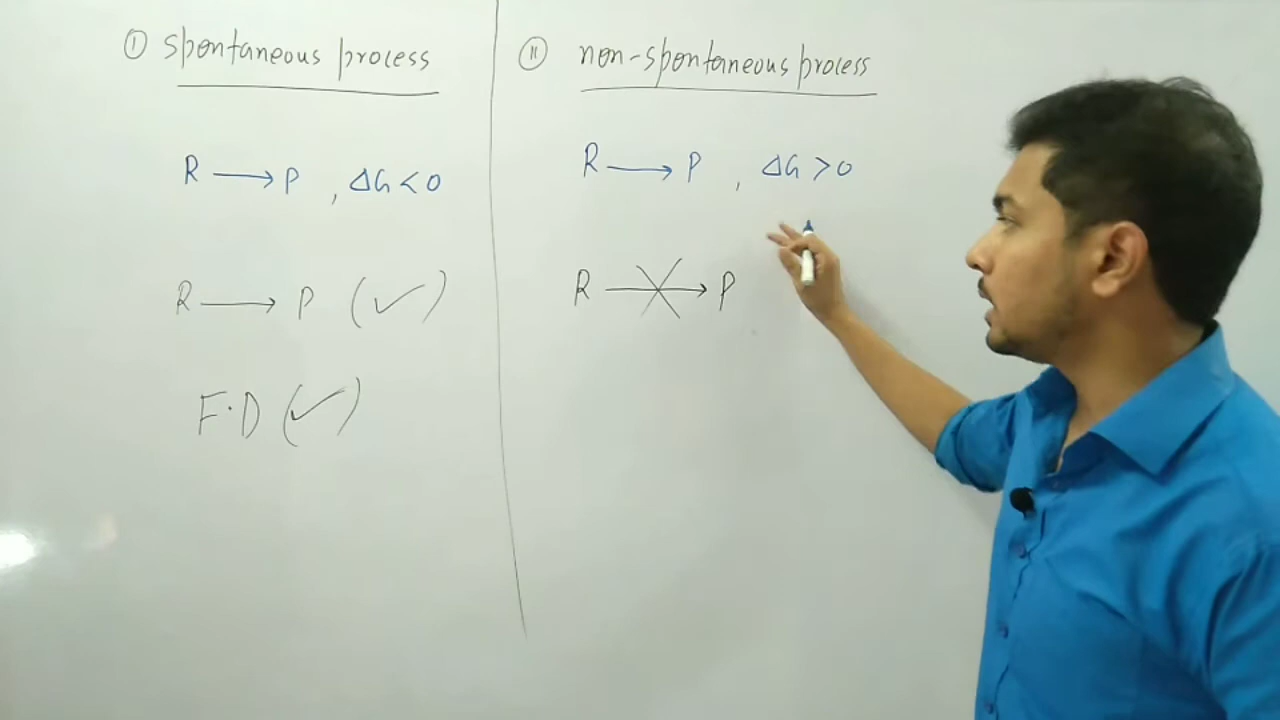 ① spontaneous process
R ⟶ P , ΔG < 0
R ⟶ P (✓)
F·D (✓)
⑪ non-spontaneous process
R ⟶ P , ΔG > 0
R ⟶ P